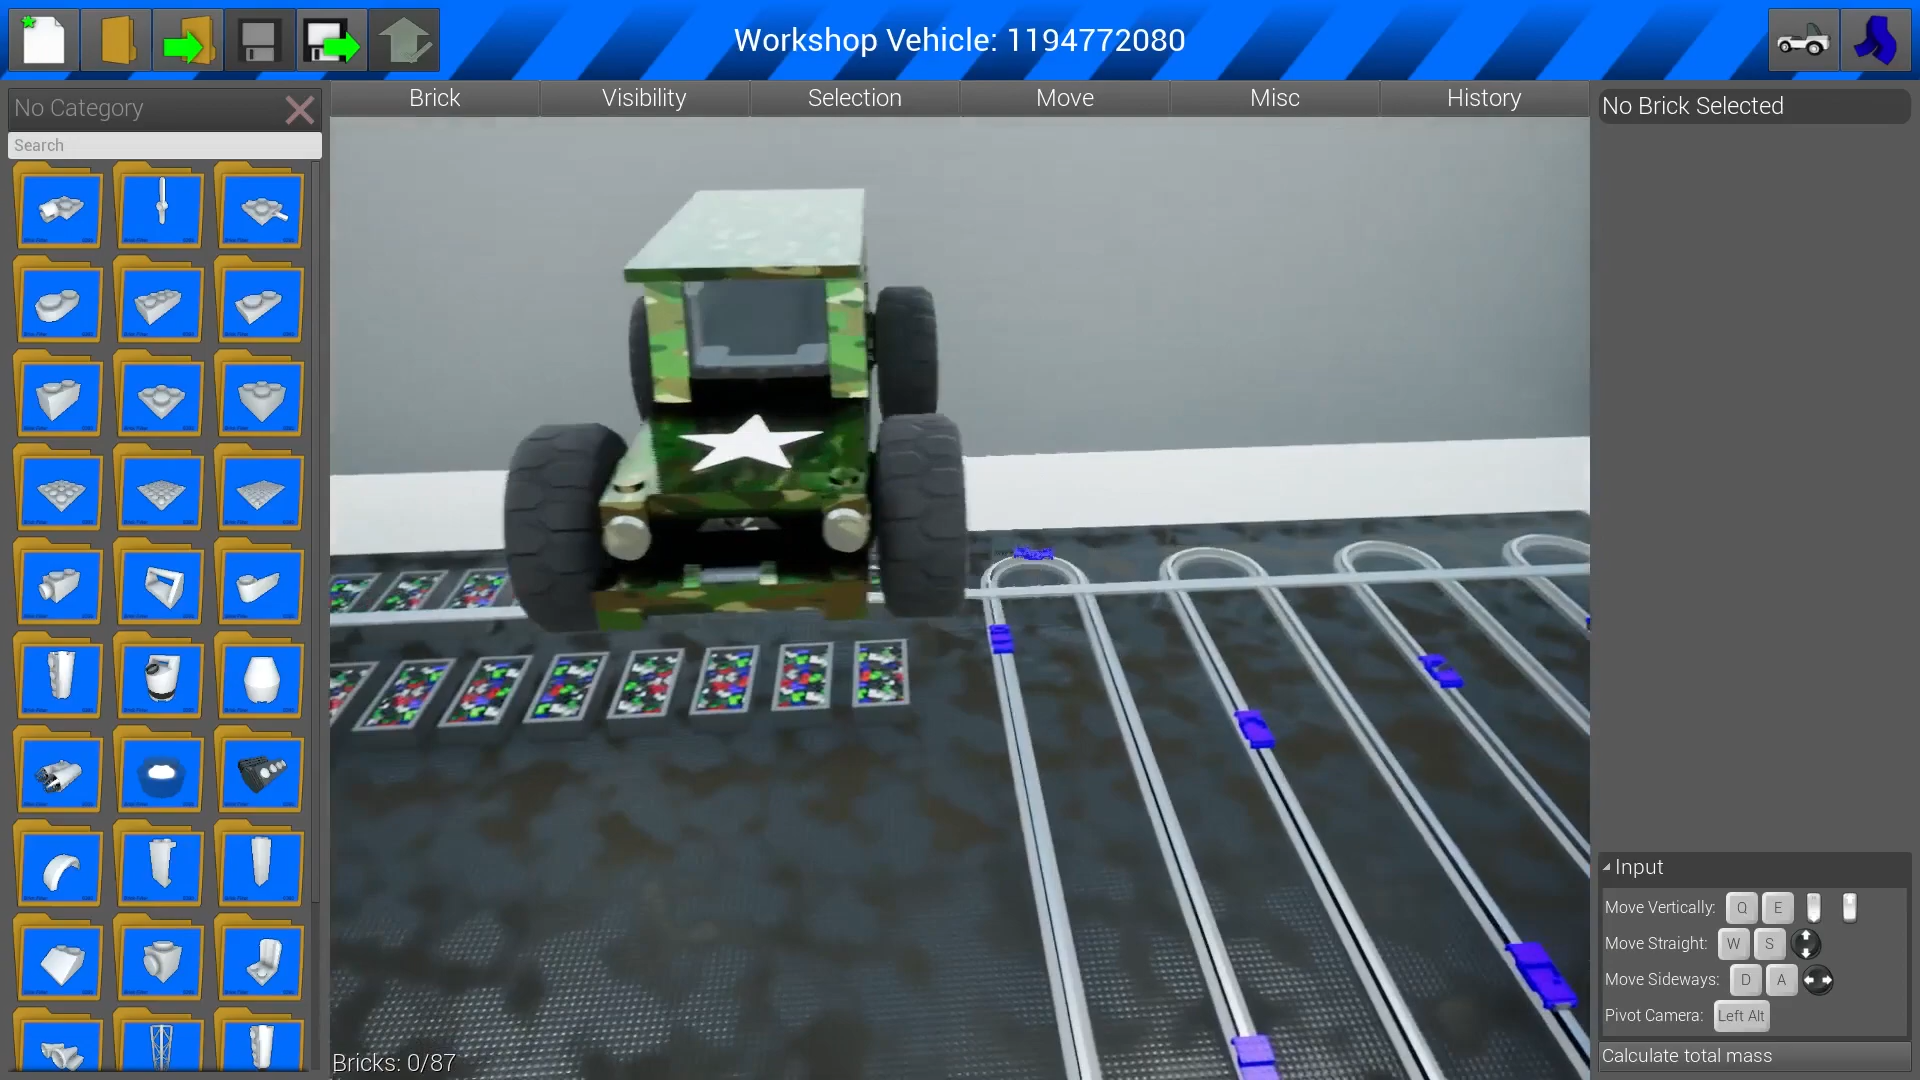 Workshop Vehicle: 1194772080
No Category
Search
Brick
Visibility
Selection
Move
Misc
History
No Brick Selected
Input
Move Vertically: Q E
Move Straight: W S
Move Sideways: D A
Pivot Camera: Left Alt
Calculate total mass
Bricks: 0/87